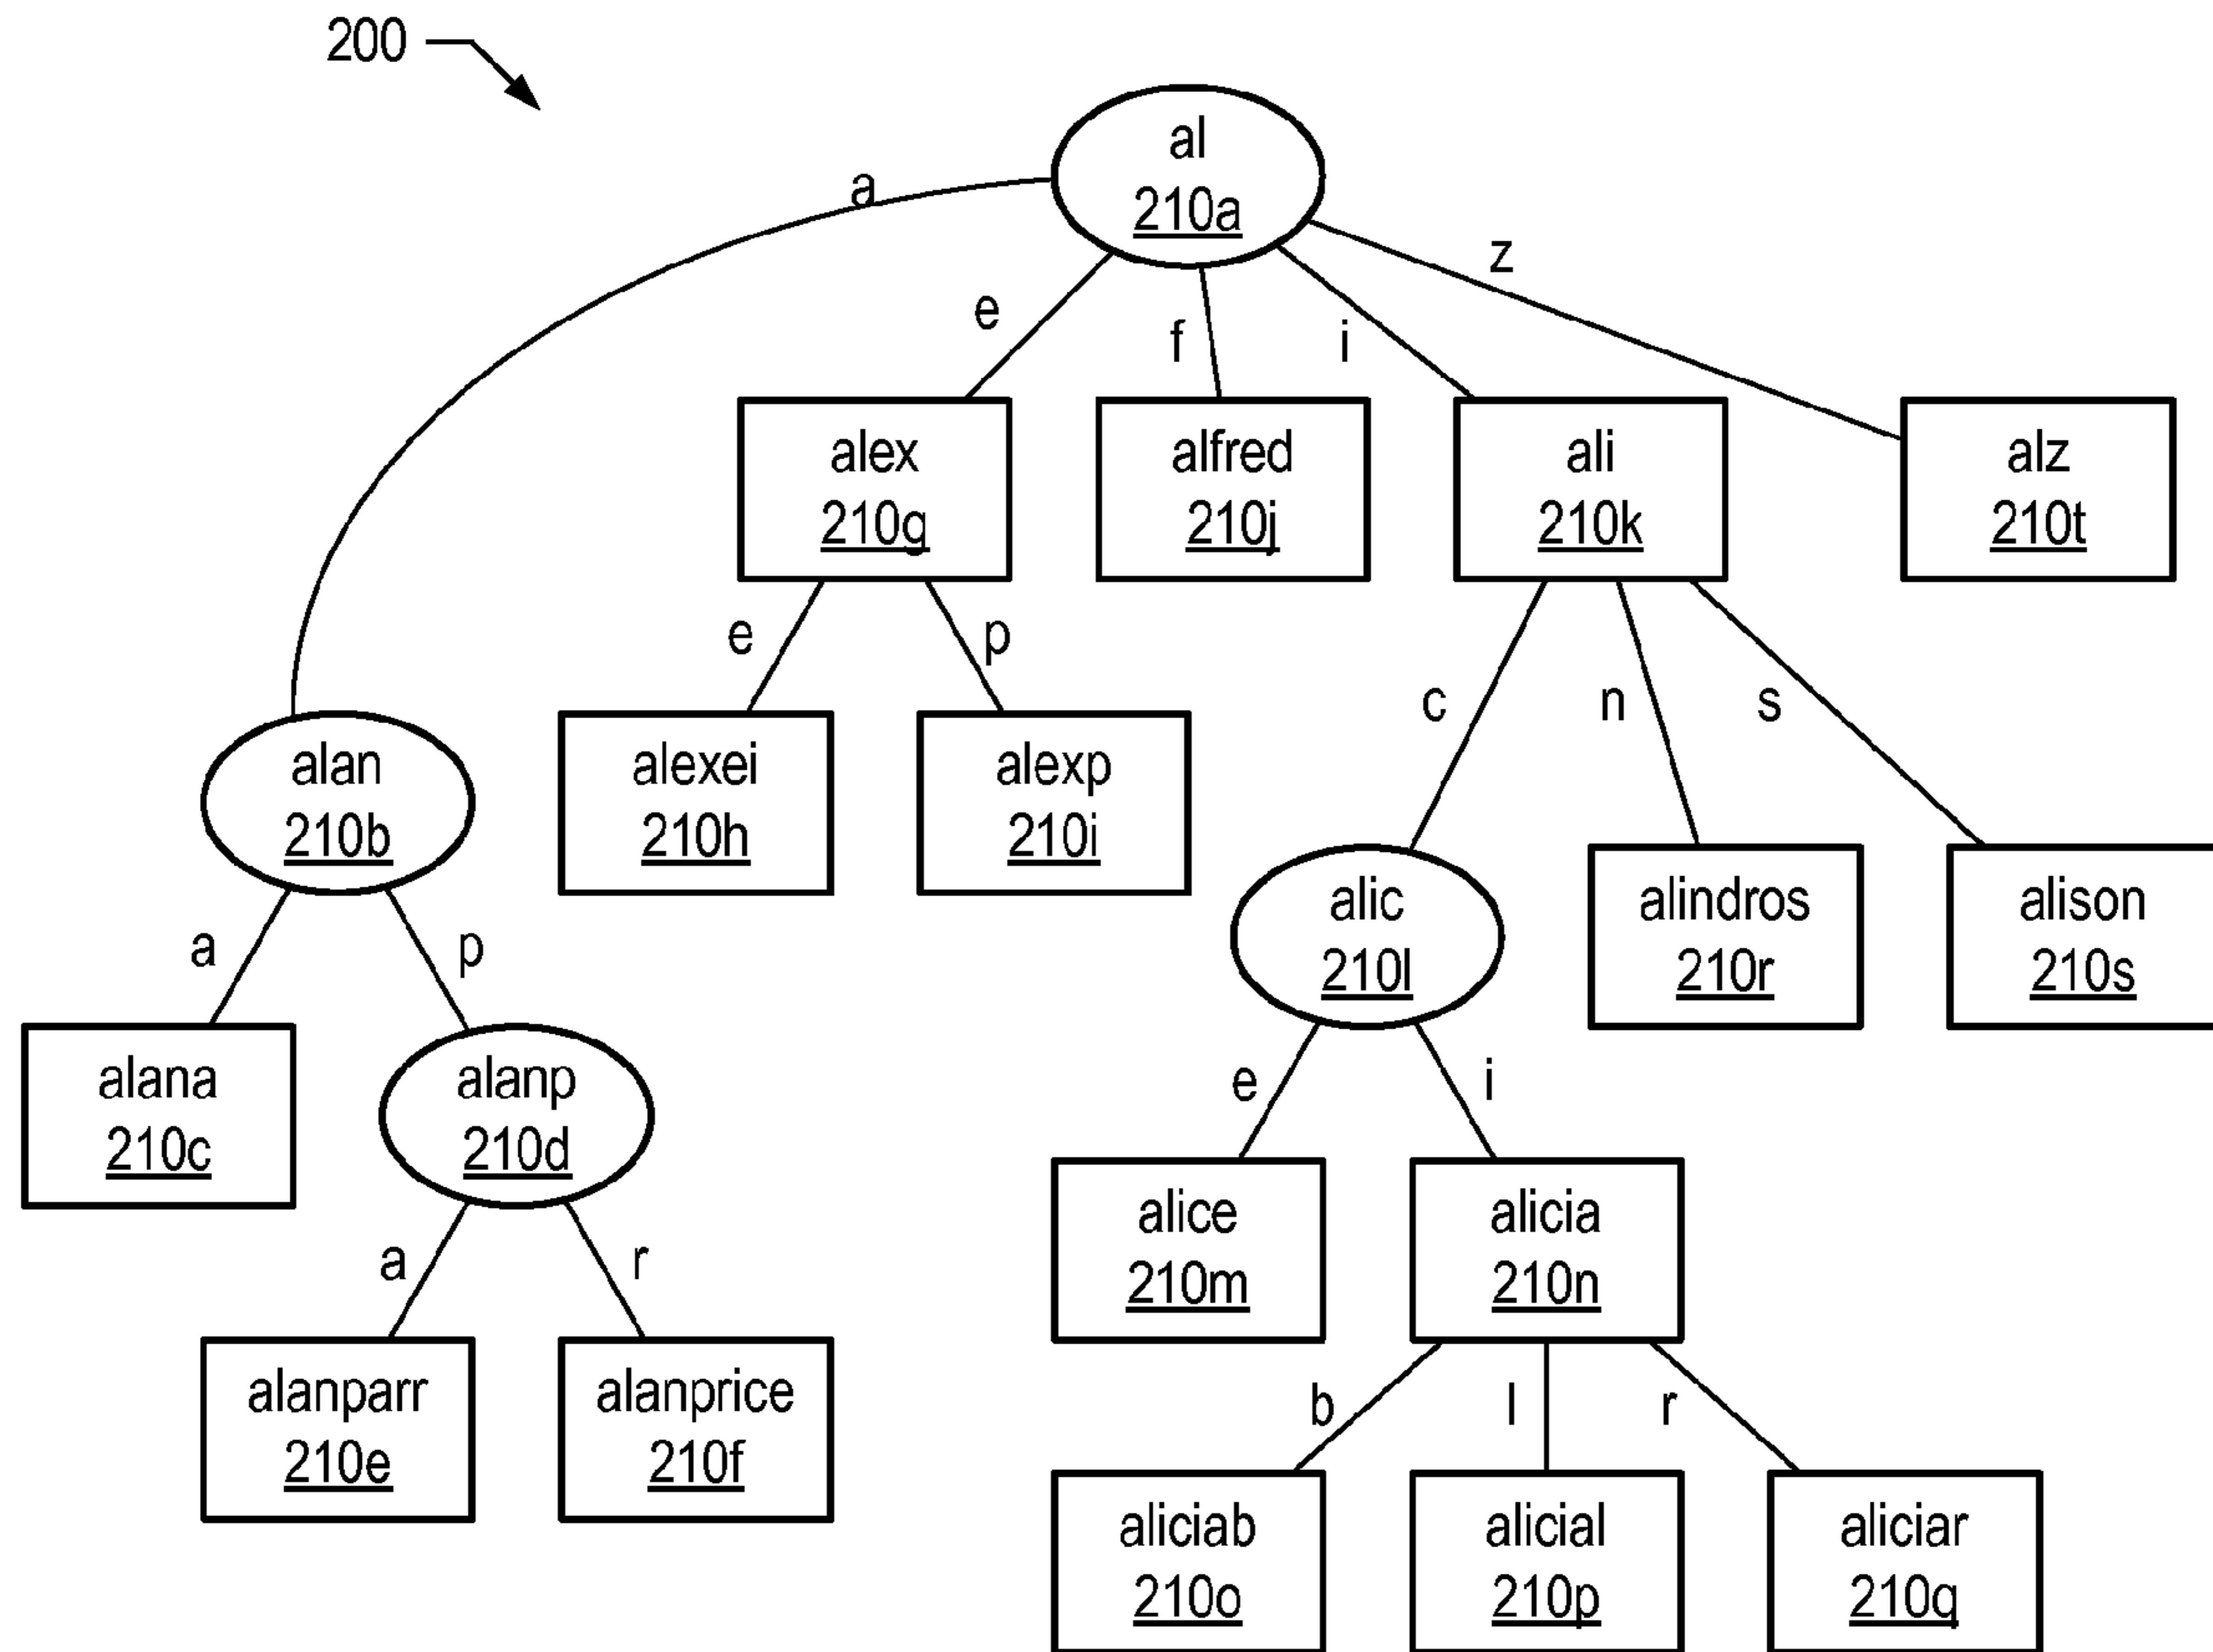 200
al
210a
a
e
f
i
z
alex
210g
alfred
210j
ali
210k
alz
210t
e
p
c
n
s
alan
210b
alexei
210h
alexp
210i
alic
210l
alindros
210r
alison
210s
a
p
e
i
alana
210c
alanp
210d
alice
210m
alicia
210n
a
r
b
l
r
alanparr
210e
alanprice
210f
aliciab
210o
alicial
210p
aliciar
210q